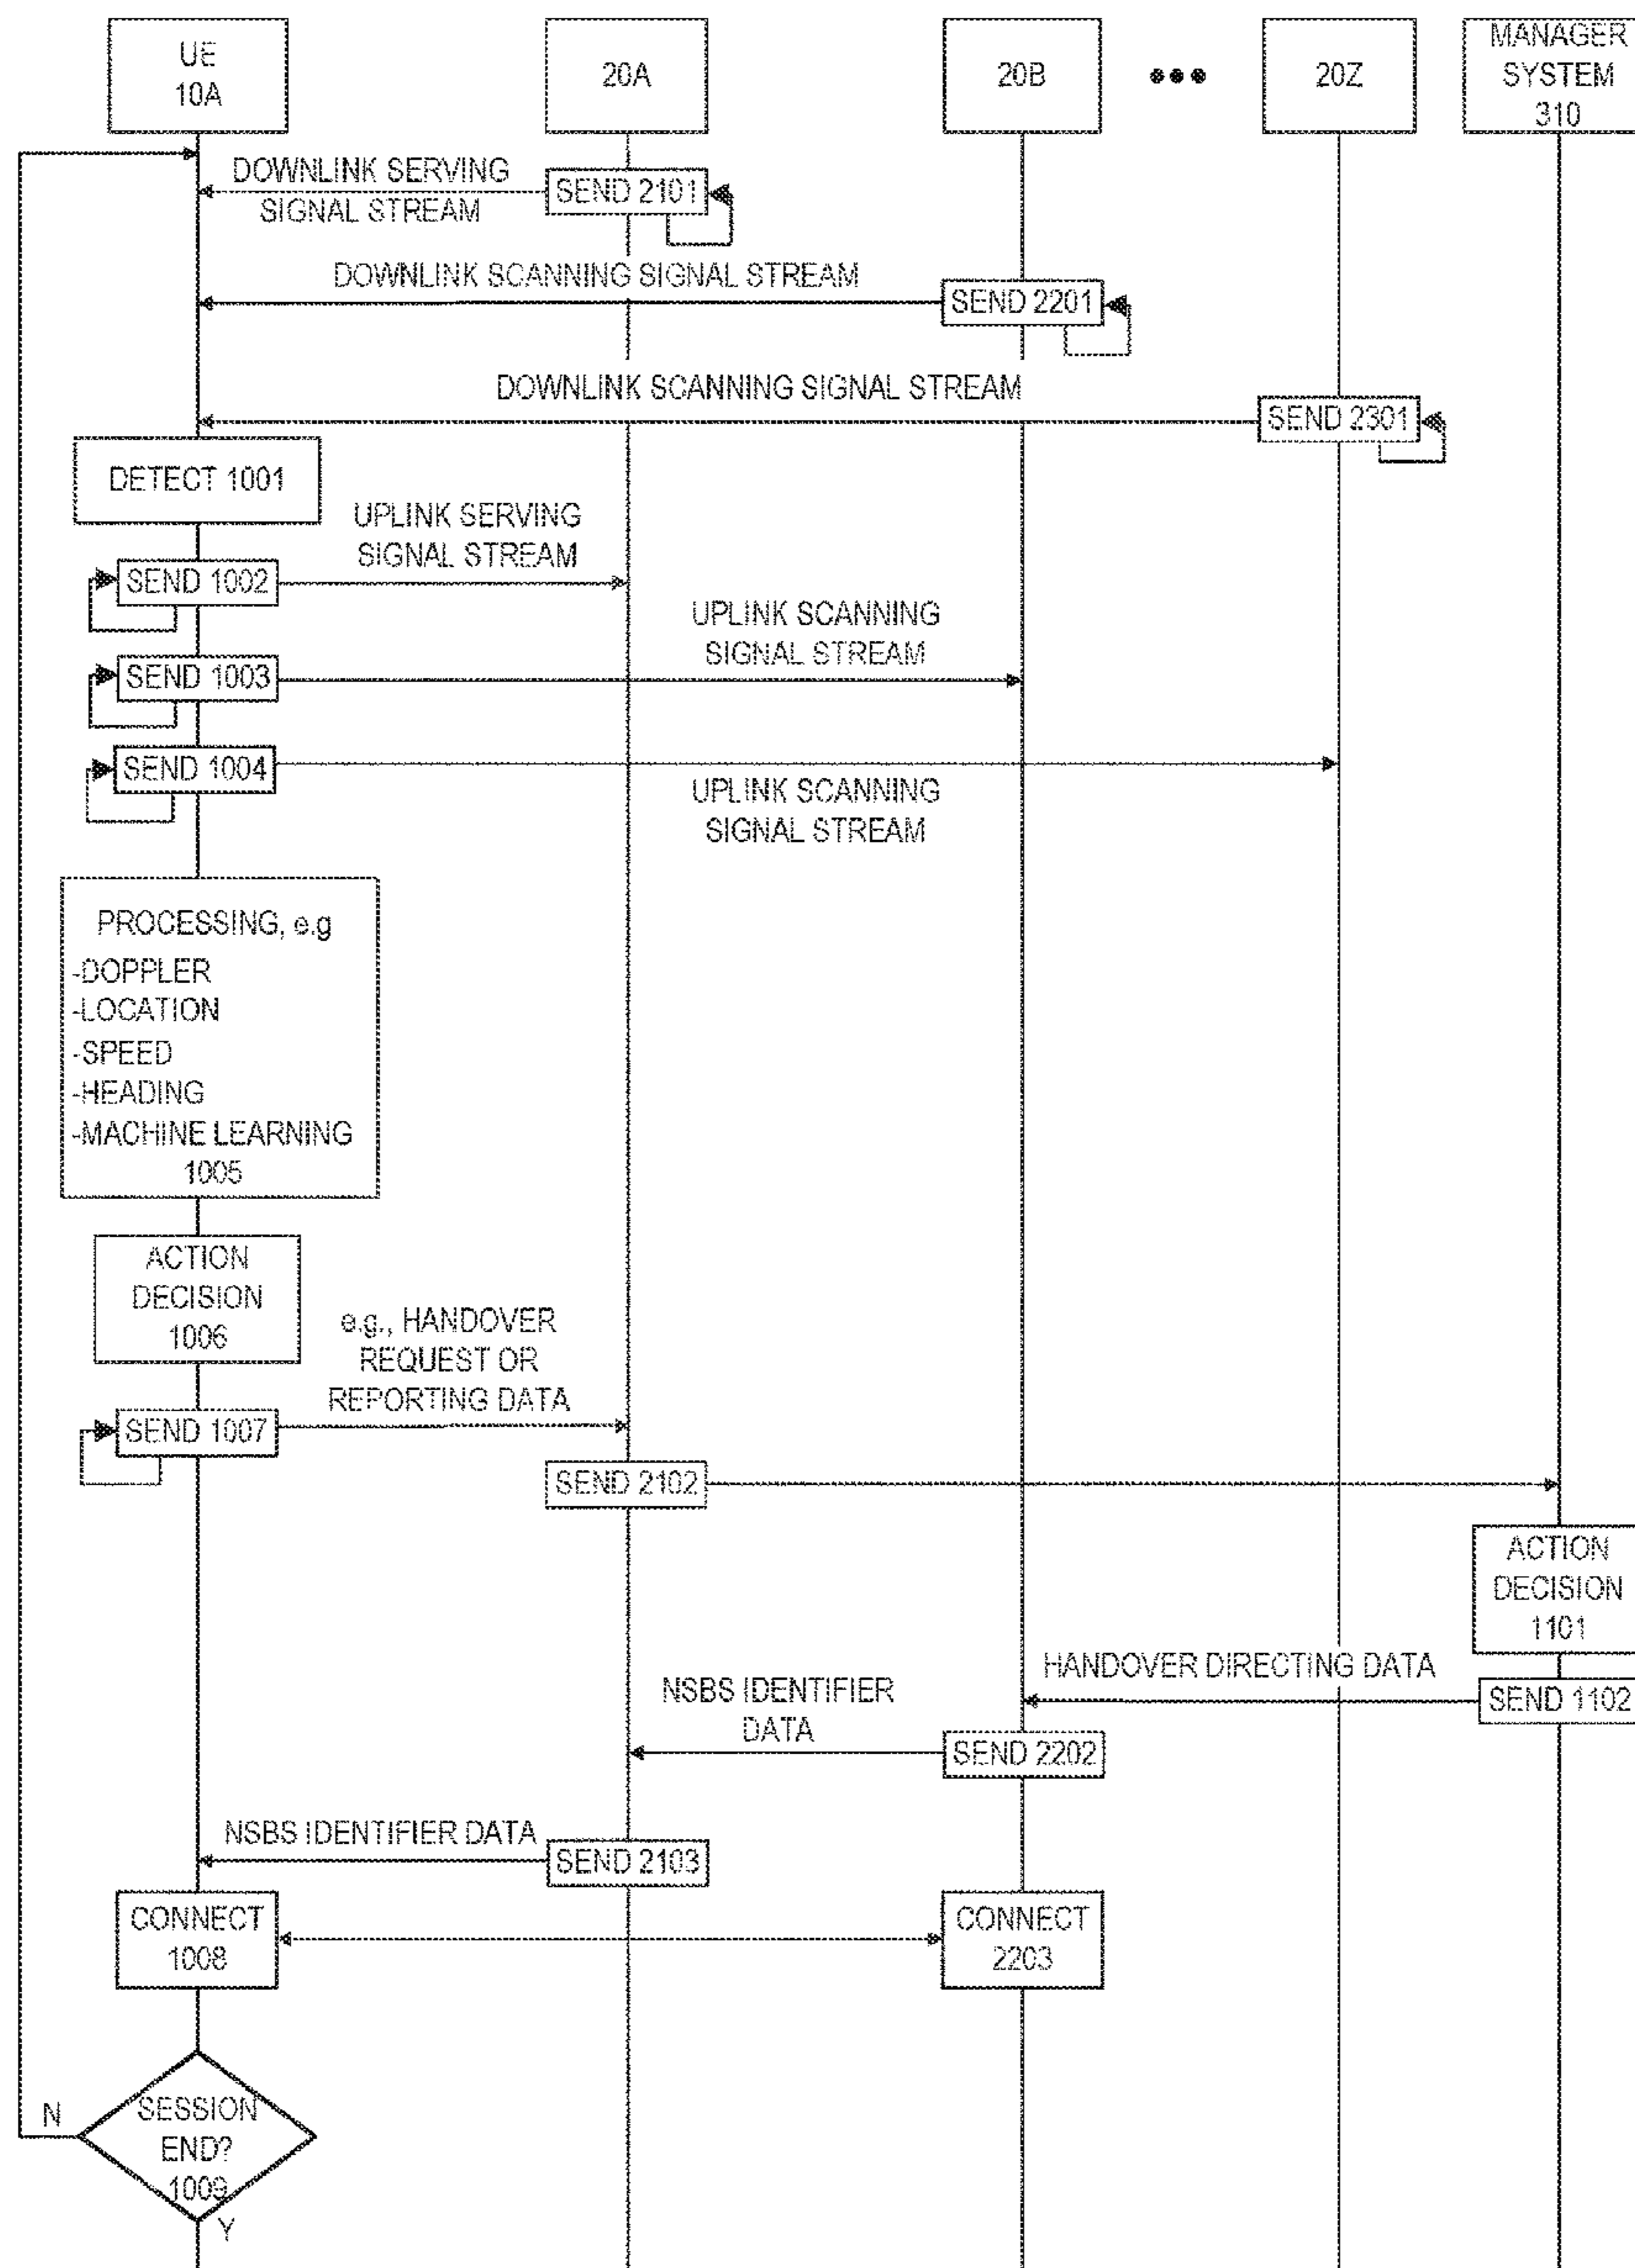 UE
10A
20A
20B
•••
20Z
MANAGER
SYSTEM
310
DOWNLINK SERVING
SIGNAL STREAM
SEND 2101
DOWNLINK SCANNING SIGNAL STREAM
SEND 2201
DOWNLINK SCANNING SIGNAL STREAM
SEND 2301
DETECT 1001
UPLINK SERVING
SIGNAL STREAM
SEND 1002
UPLINK SCANNING
SIGNAL STREAM
SEND 1003
SEND 1004
UPLINK SCANNING
SIGNAL STREAM
PROCESSING, e.g
-DOPPLER
-LOCATION
-SPEED
-HEADING
-MACHINE LEARNING
1005
ACTION
DECISION
1006
e.g., HANDOVER
REQUEST OR
REPORTING DATA
SEND 1007
SEND 2102
ACTION
DECISION
1101
HANDOVER DIRECTING DATA
SEND 1102
NSBS IDENTIFIER
DATA
SEND 2202
NSBS IDENTIFIER DATA
SEND 2103
CONNECT
1008
CONNECT
2203
SESSION
END?
1009
N
Y